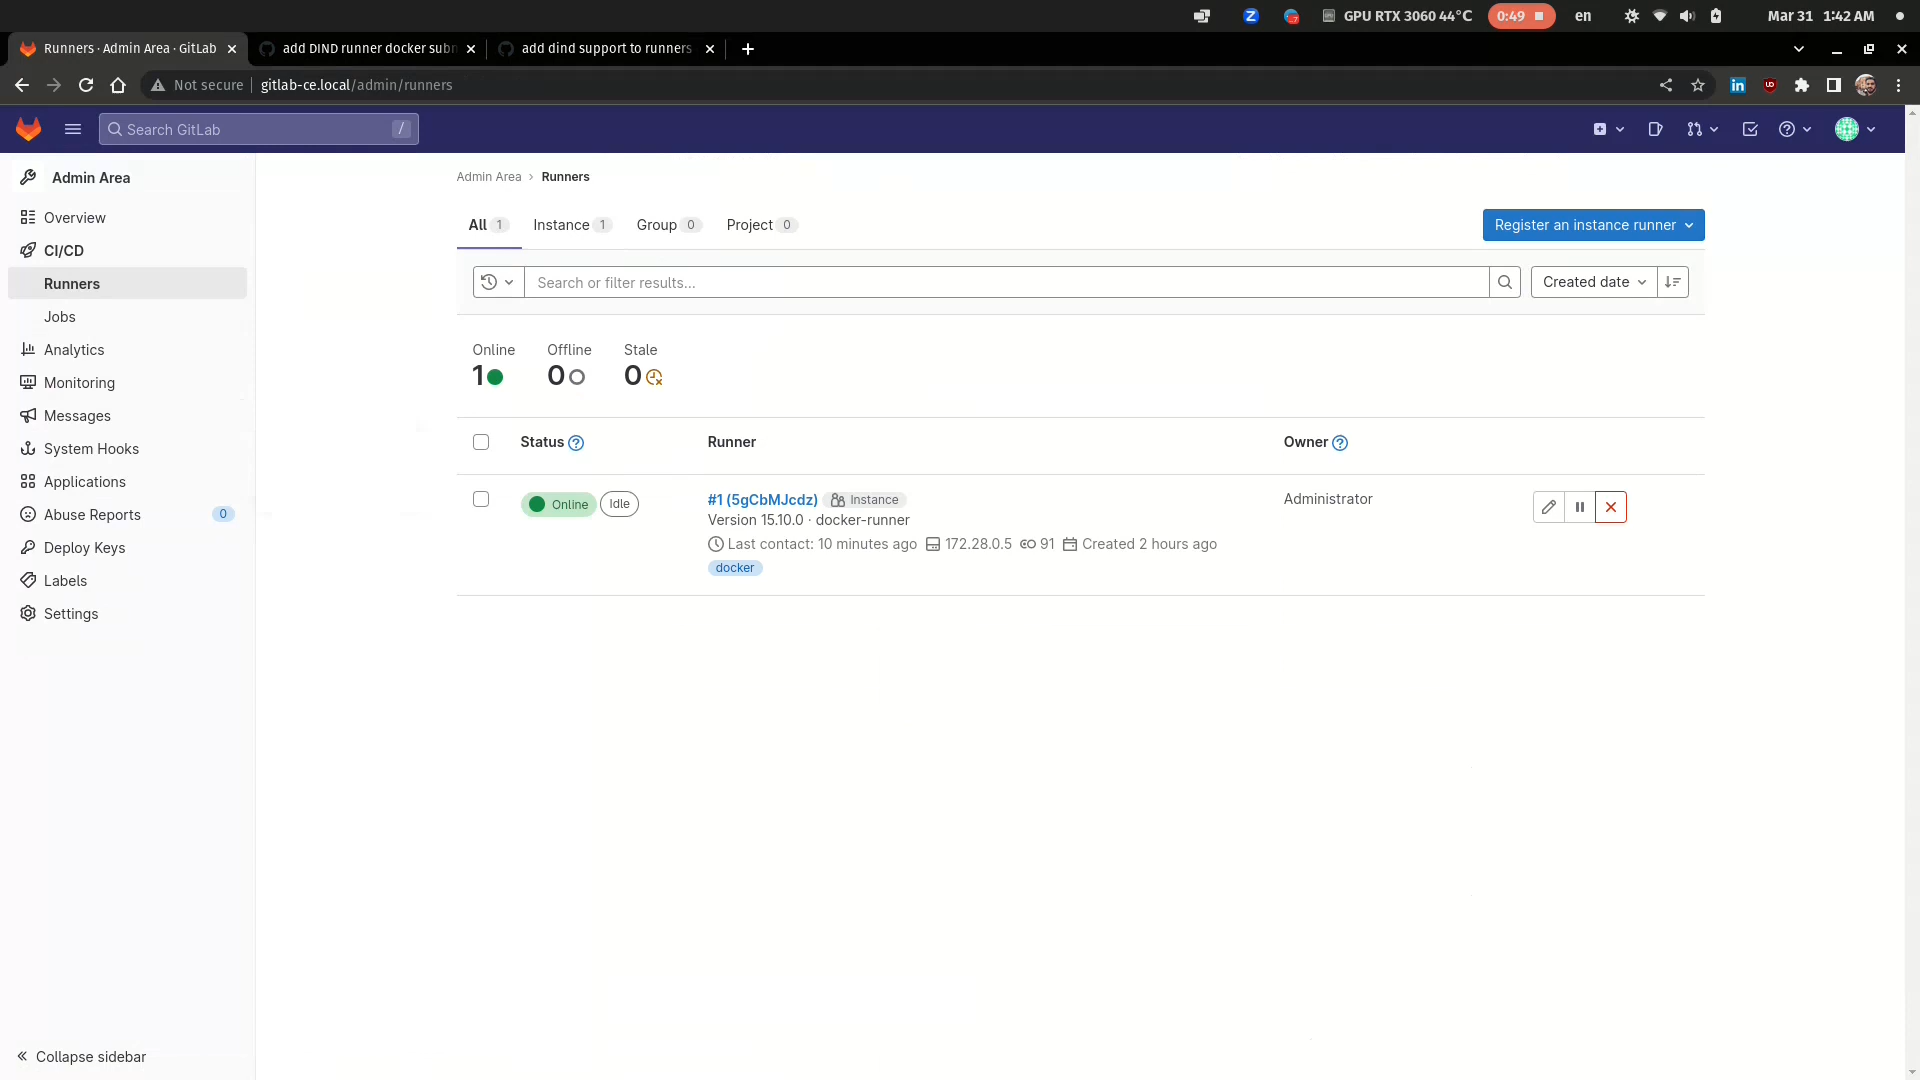 GPU RTX 3060 44°C 0:49 en Mar 31 1:42 AM
Runners · Admin Area · GitLab add DIND runner docker subm add dind support to runners
Not secure gitlab-ce.local/admin/runners
Search GitLab /
Admin Area
Overview
CI/CD
Runners
Jobs
Analytics
Monitoring
Messages
System Hooks
Applications
Abuse Reports 0
Deploy Keys
Labels
Settings
Collapse sidebar
Admin Area › Runners
All 1 Instance 1 Group 0 Project 0 Register an instance runner
Search or filter results... Created date
Online Offline Stale
1 0 0
Status Runner Owner
Online Idle #1 (5gCbMJcdz) Instance Administrator
Version 15.10.0 · docker-runner
Last contact: 10 minutes ago 172.28.0.5 91 Created 2 hours ago
docker